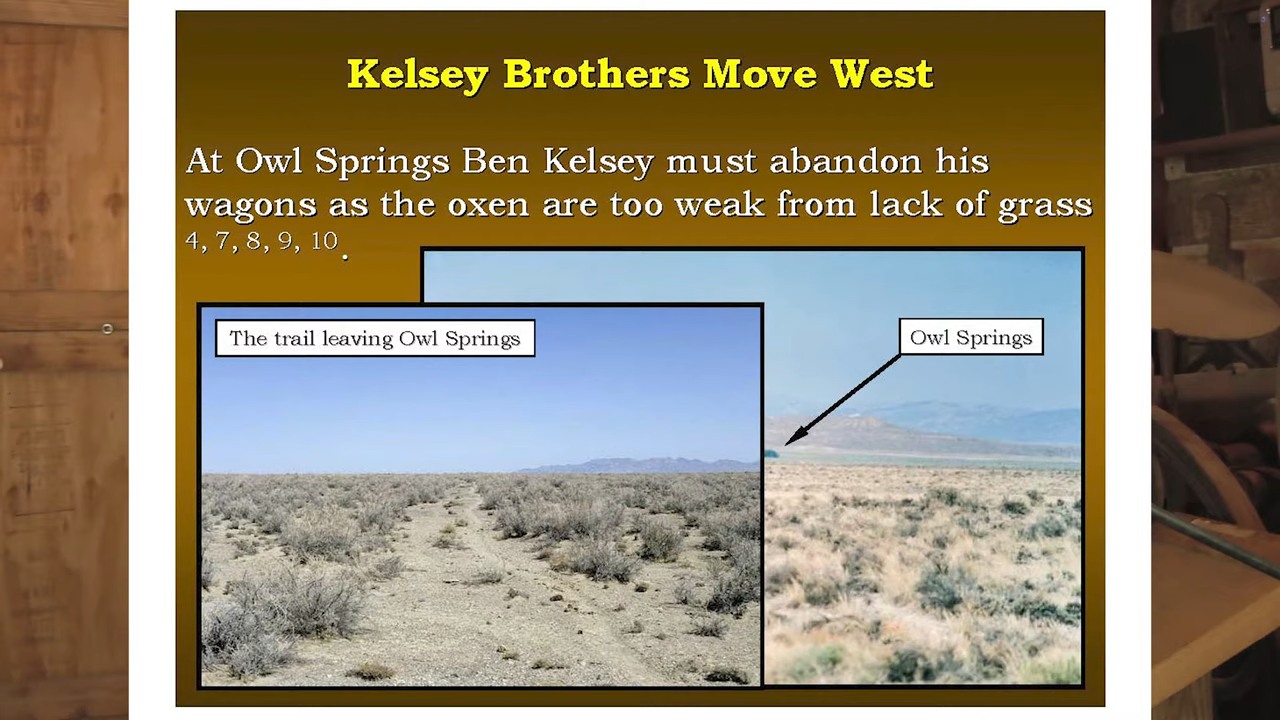 Kelsey Brothers Move West
At Owl Springs Ben Kelsey must abandon his
wagons as the oxen are too weak from lack of grass
4, 7, 8, 9, 10.
The trail leaving Owl Springs
Owl Springs